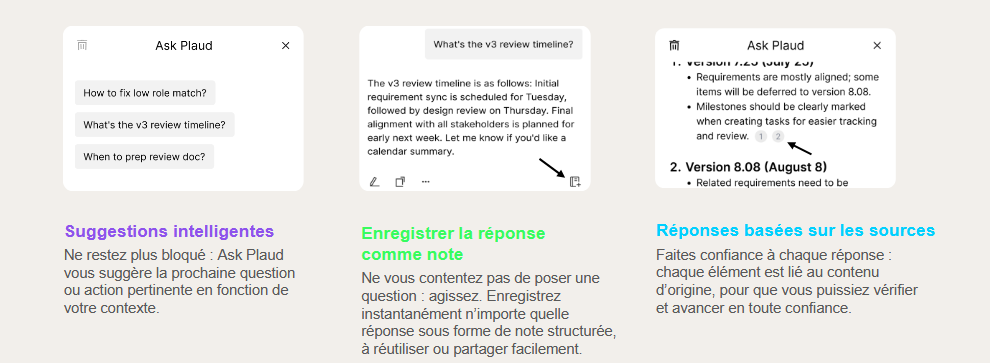 Ask Plaud
How to fix low role match?
What's the v3 review timeline?
When to prep review doc?
Suggestions intelligentes
Ne restez plus bloqué : Ask Plaud
vous suggère la prochaine question
ou action pertinente en fonction de
votre contexte.
What's the v3 review timeline?
The v3 review timeline is as follows: Initial
requirement sync is scheduled for Tuesday,
followed by design review on Thursday. Final
alignment with all stakeholders is planned for
early next week. Let me know if you'd like a
calendar summary.
Enregistrer la réponse
comme note
Ne vous contentez pas de poser une
question : agissez. Enregistrez
instantanément n'importe quelle
réponse sous forme de note structurée,
à réutiliser ou partager facilement.
Ask Plaud
1. Version 7.25 (July 25)
• Requirements are mostly aligned; some
items will be deferred to version 8.08.
• Milestones should be clearly marked
when creating tasks for easier tracking
and review. 1 2
2. Version 8.08 (August 8)
• Related requirements need to be
Réponses basées sur les sources
Faites confiance à chaque réponse :
chaque élément est lié au contenu
d'origine, pour que vous puissiez vérifier
et avancer en toute confiance.